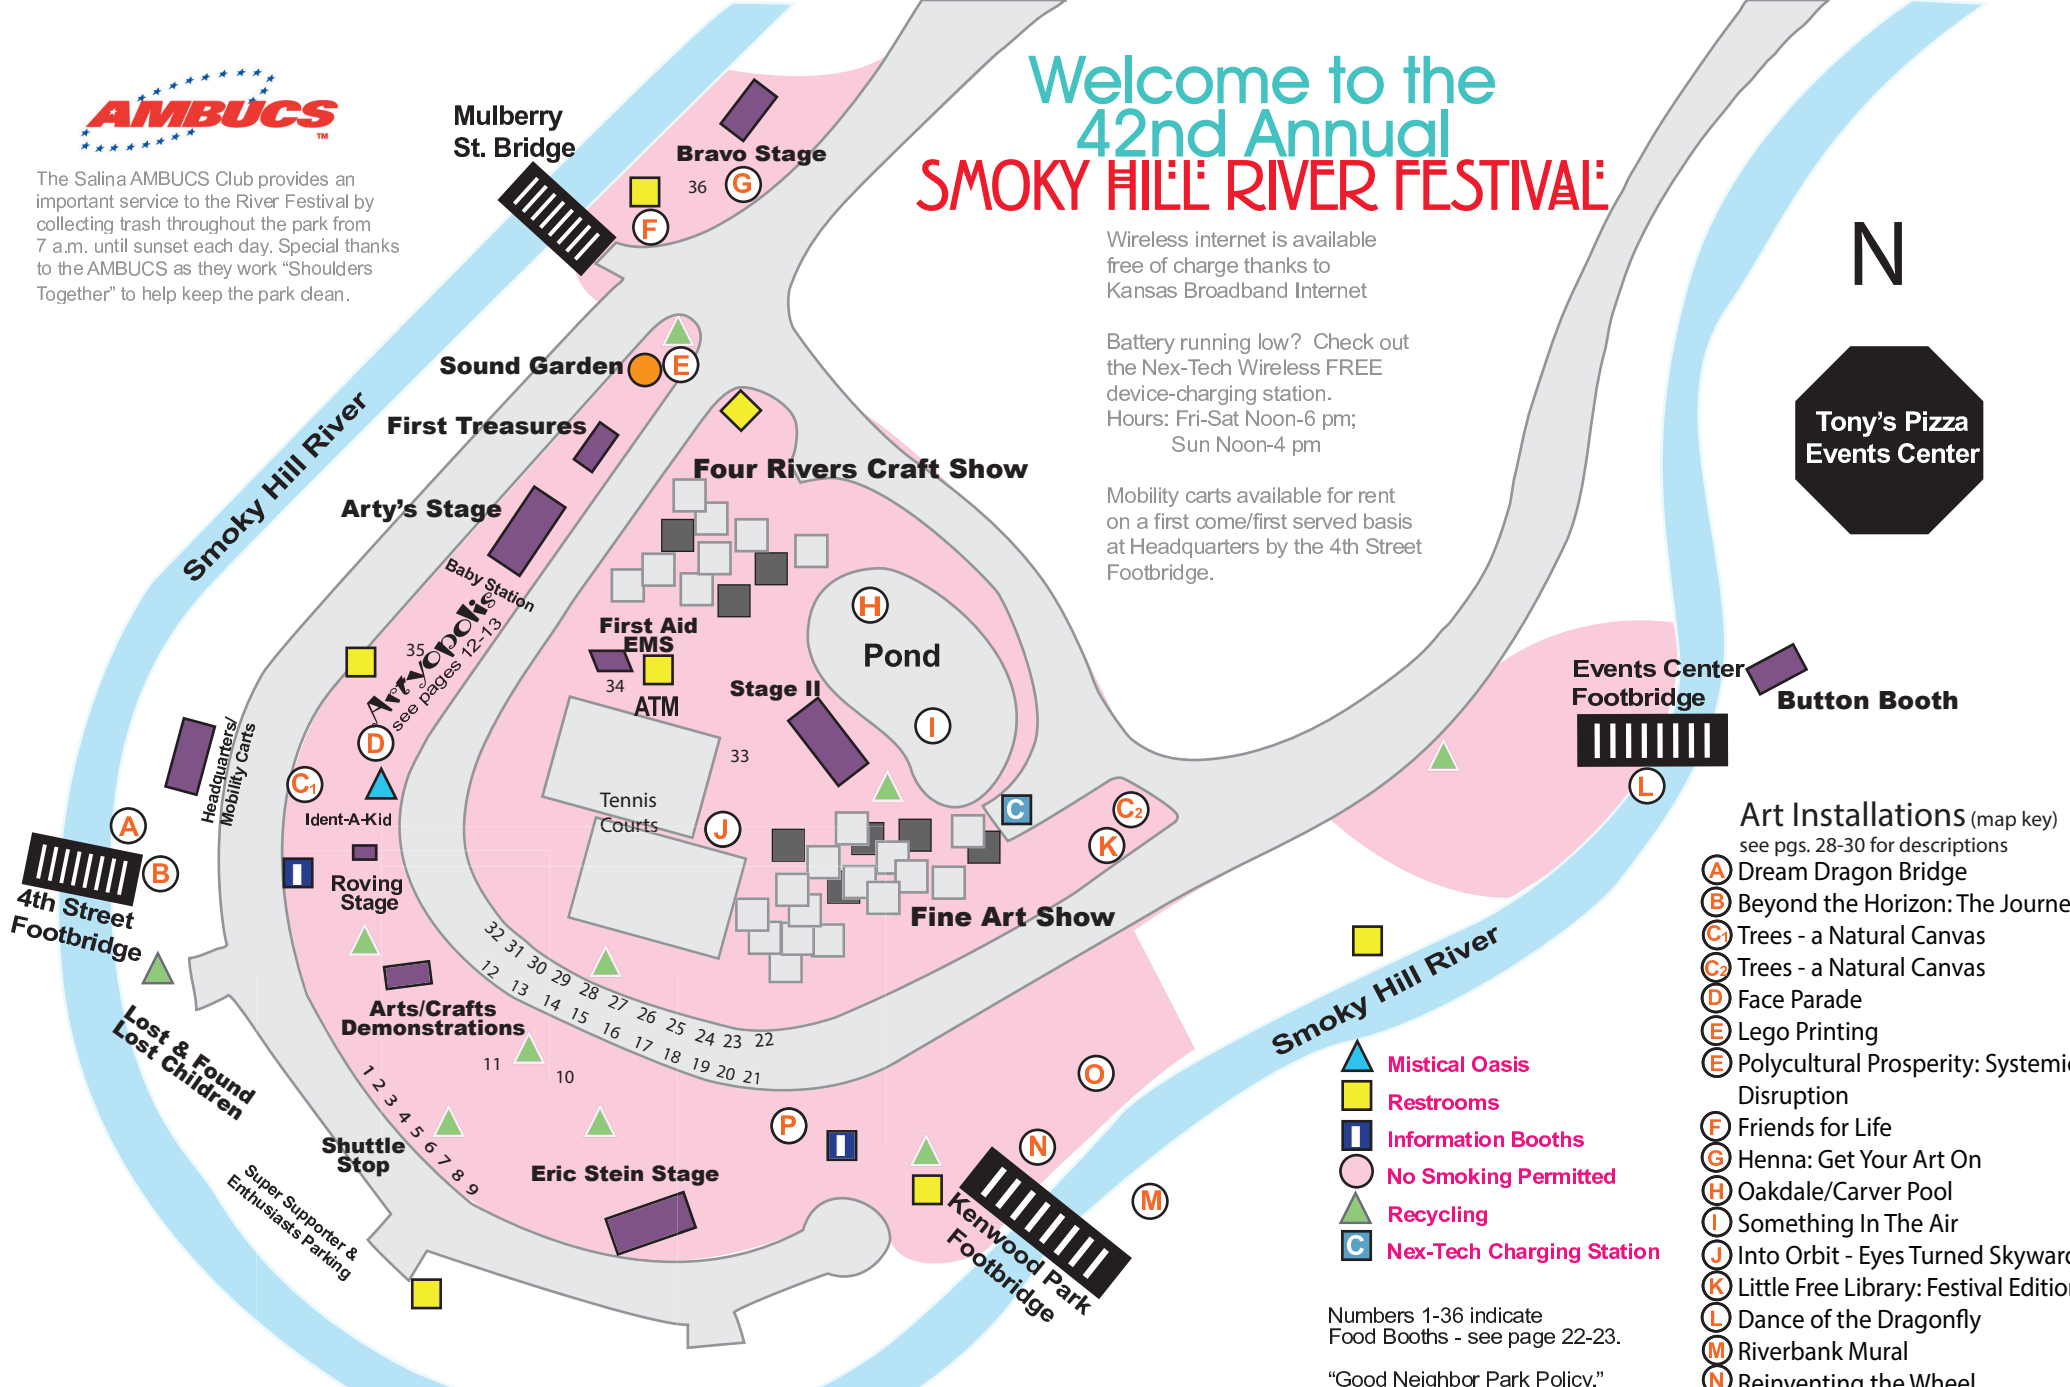 AMBUCS
TM
The Salina AMBUCS Club provides an
important service to the River Festival by
collecting trash throughout the park from
7 a.m. until sunset each day. Special thanks
to the AMBUCS as they work “Shoulders
Together” to help keep the park clean.
Mulberry
St. Bridge
Bravo Stage
36
G
F
Welcome to the
42nd Annual
SMOKY HILL RIVER FESTIVAL
Wireless internet is available
free of charge thanks to
Kansas Broadband Internet
Battery running low? Check out
the Nex-Tech Wireless FREE
device-charging station.
Hours: Fri-Sat Noon-6 pm;
Sun Noon-4 pm
Mobility carts available for rent
on a first come/first served basis
at Headquarters by the 4th Street
Footbridge.
N
Tony’s Pizza
Events Center
Smoky Hill River
Sound Garden
E
First Treasures
Four Rivers Craft Show
Arty’s Stage
Baby Station
Artyopolis
see pages 12-13
35
First Aid
EMS
34
ATM
H
Pond
Stage II
I
33
Tennis
Courts
J
C
C2
K
Fine Art Show
Events Center
Footbridge
Button Booth
L
Headquarters/
Mobility Carts
D
C1
Ident-A-Kid
I
Roving
Stage
A
B
4th Street
Footbridge
Lost & Found
Lost Children
Arts/Crafts
Demonstrations
32 31 30 29 28 27 26 25 24 23 22
12 13 14 15 16 17 18 19 20 21
11
10
1 2 3 4 5 6 7 8 9
Shuttle
Stop
Super Supporter &
Enthusiasts Parking
Eric Stein Stage
P
I
O
N
M
Kenwood Park
Footbridge
Smoky Hill River
Mistical Oasis
Restrooms
I Information Booths
No Smoking Permitted
Recycling
C Nex-Tech Charging Station
Numbers 1-36 indicate
Food Booths - see page 22-23.
“Good Neighbor Park Policy.”
Art Installations (map key)
see pgs. 28-30 for descriptions
A Dream Dragon Bridge
B Beyond the Horizon: The Journe
C1 Trees - a Natural Canvas
C2 Trees - a Natural Canvas
D Face Parade
E Lego Printing
E Polycultural Prosperity: Systemi
Disruption
F Friends for Life
G Henna: Get Your Art On
H Oakdale/Carver Pool
I Something In The Air
J Into Orbit - Eyes Turned Skywar
K Little Free Library: Festival Editio
L Dance of the Dragonfly
M Riverbank Mural
N Reinventing the Wheel